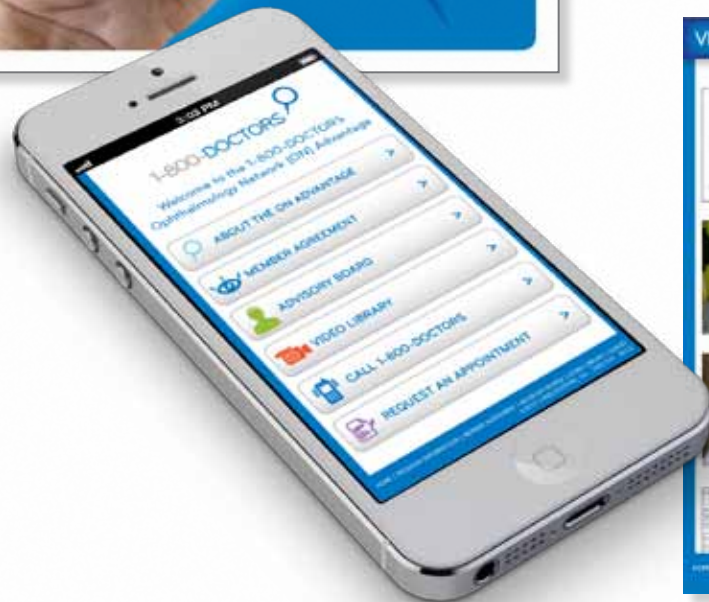 3:03 PM
1-800-DOCTORS
Welcome to the 1-800-DOCTORS
Ophthalmology Network (ON) Advantage
ABOUT THE ON ADVANTAGE >
MEMBER AGREEMENT >
ADVISORY BOARD >
VIDEO LIBRARY >
CALL 1-800-DOCTORS >
REQUEST AN APPOINTMENT >